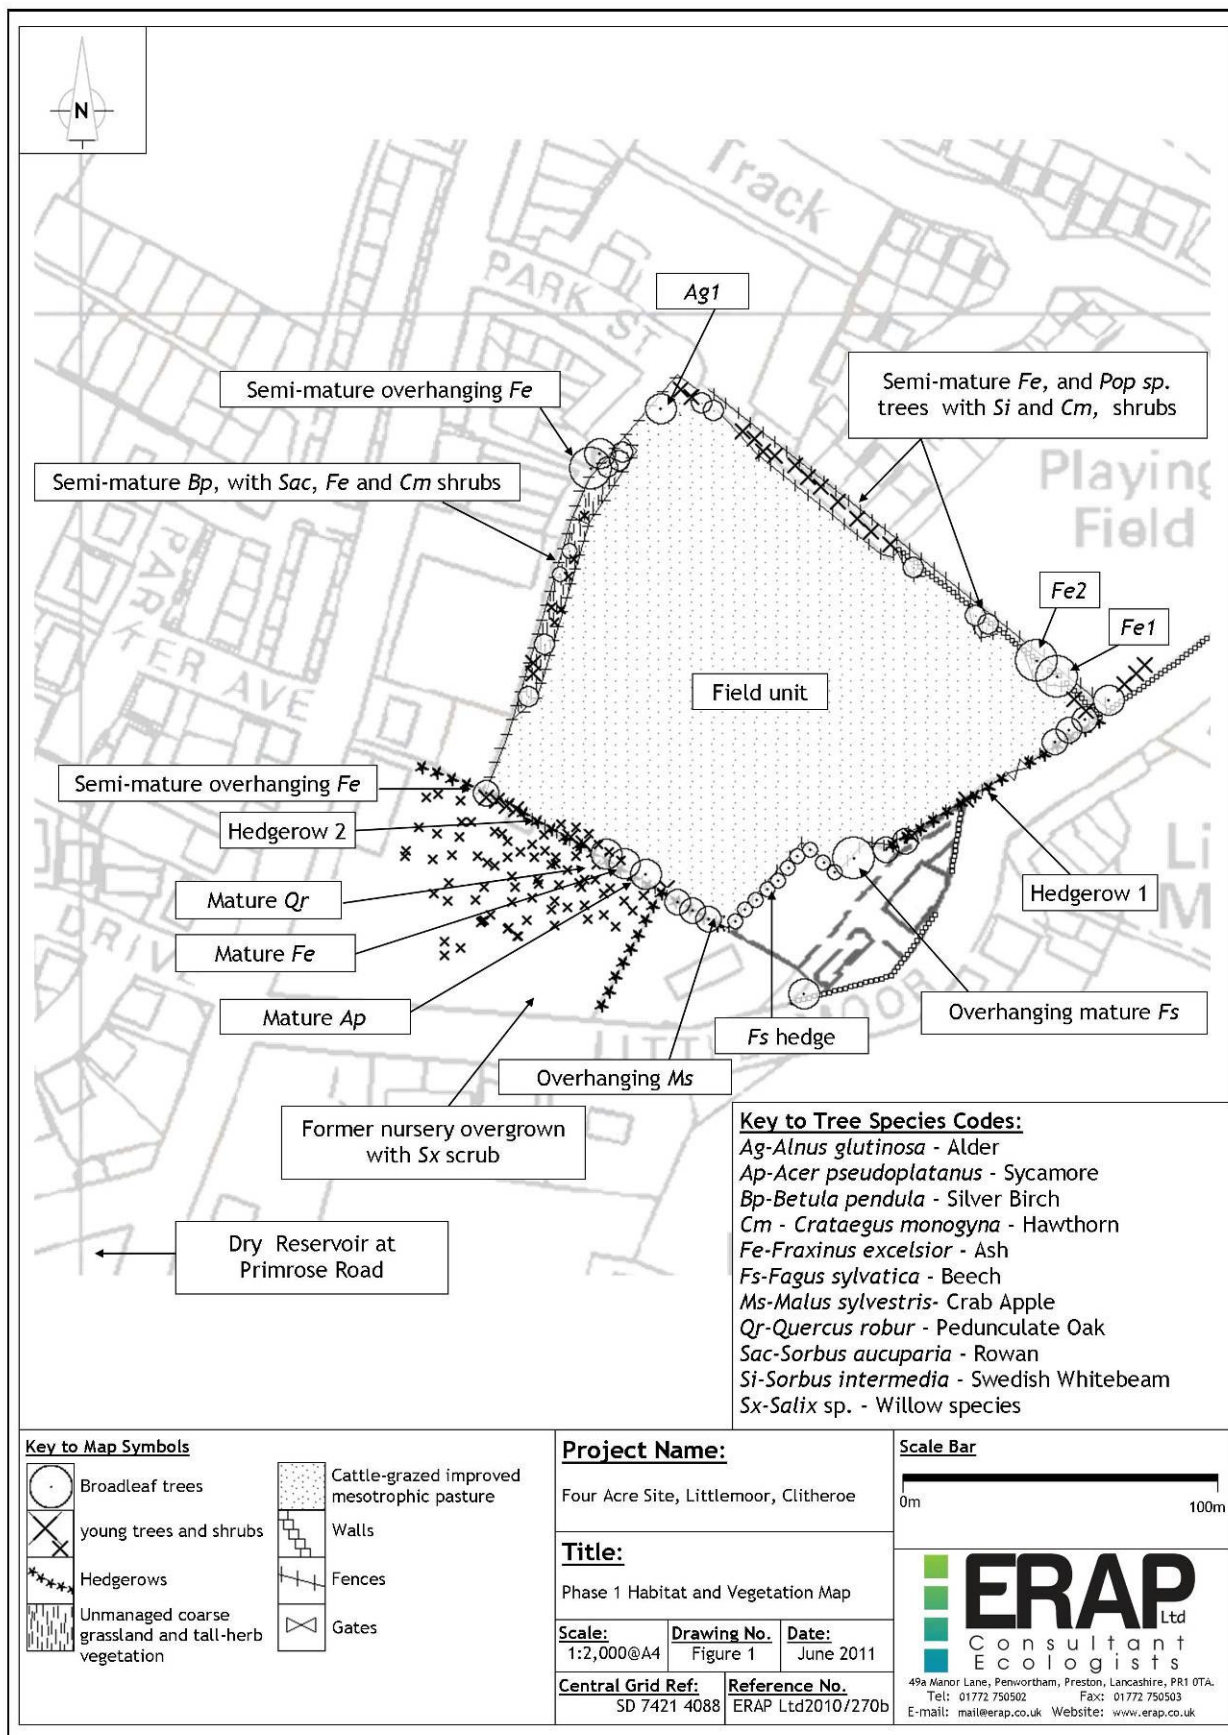 N
Track
PARK ST
Ag1
Semi-mature overhanging Fe
Semi-mature Fe, and Pop sp.
trees with Si and Cm, shrubs
Semi-mature Bp, with Sac, Fe and Cm shrubs
Playing
Field
Fe2
Fe1
TER AVE
Field unit
Semi-mature overhanging Fe
Hedgerow 2
Li
M
Hedgerow 1
Mature Qr
DRIV
Mature Fe
Mature Ap
Overhanging mature Fs
Fs hedge
LITT
Overhanging Ms
Former nursery overgrown
with Sx scrub
Dry Reservoir at
Primrose Road
Key to Tree Species Codes:
Ag-Alnus glutinosa - Alder
Ap-Acer pseudoplatanus - Sycamore
Bp-Betula pendula - Silver Birch
Cm - Crataegus monogyna - Hawthorn
Fe-Fraxinus excelsior - Ash
Fs-Fagus sylvatica - Beech
Ms-Malus sylvestris- Crab Apple
Qr-Quercus robur - Pedunculate Oak
Sac-Sorbus aucuparia - Rowan
Si-Sorbus intermedia - Swedish Whitebeam
Sx-Salix sp. - Willow species
Key to Map Symbols
Broadleaf trees
young trees and shrubs
Hedgerows
Unmanaged coarse
grassland and tall-herb
vegetation
Cattle-grazed improved
mesotrophic pasture
Walls
Fences
Gates
Project Name:
Four Acre Site, Littlemoor, Clitheroe
Title:
Phase 1 Habitat and Vegetation Map
Scale:
1:2,000@A4
Drawing No.
Figure 1
Date:
June 2011
Central Grid Ref:
SD 7421 4088
Reference No.
ERAP Ltd2010/270b
Scale Bar
0m 100m
ERAP Ltd
Consultant
Ecologists
49a Manor Lane, Penwortham, Preston, Lancashire, PR1 0TA.
Tel: 01772 750502 Fax: 01772 750503
E-mail: mail@erap.co.uk Website: www.erap.co.uk